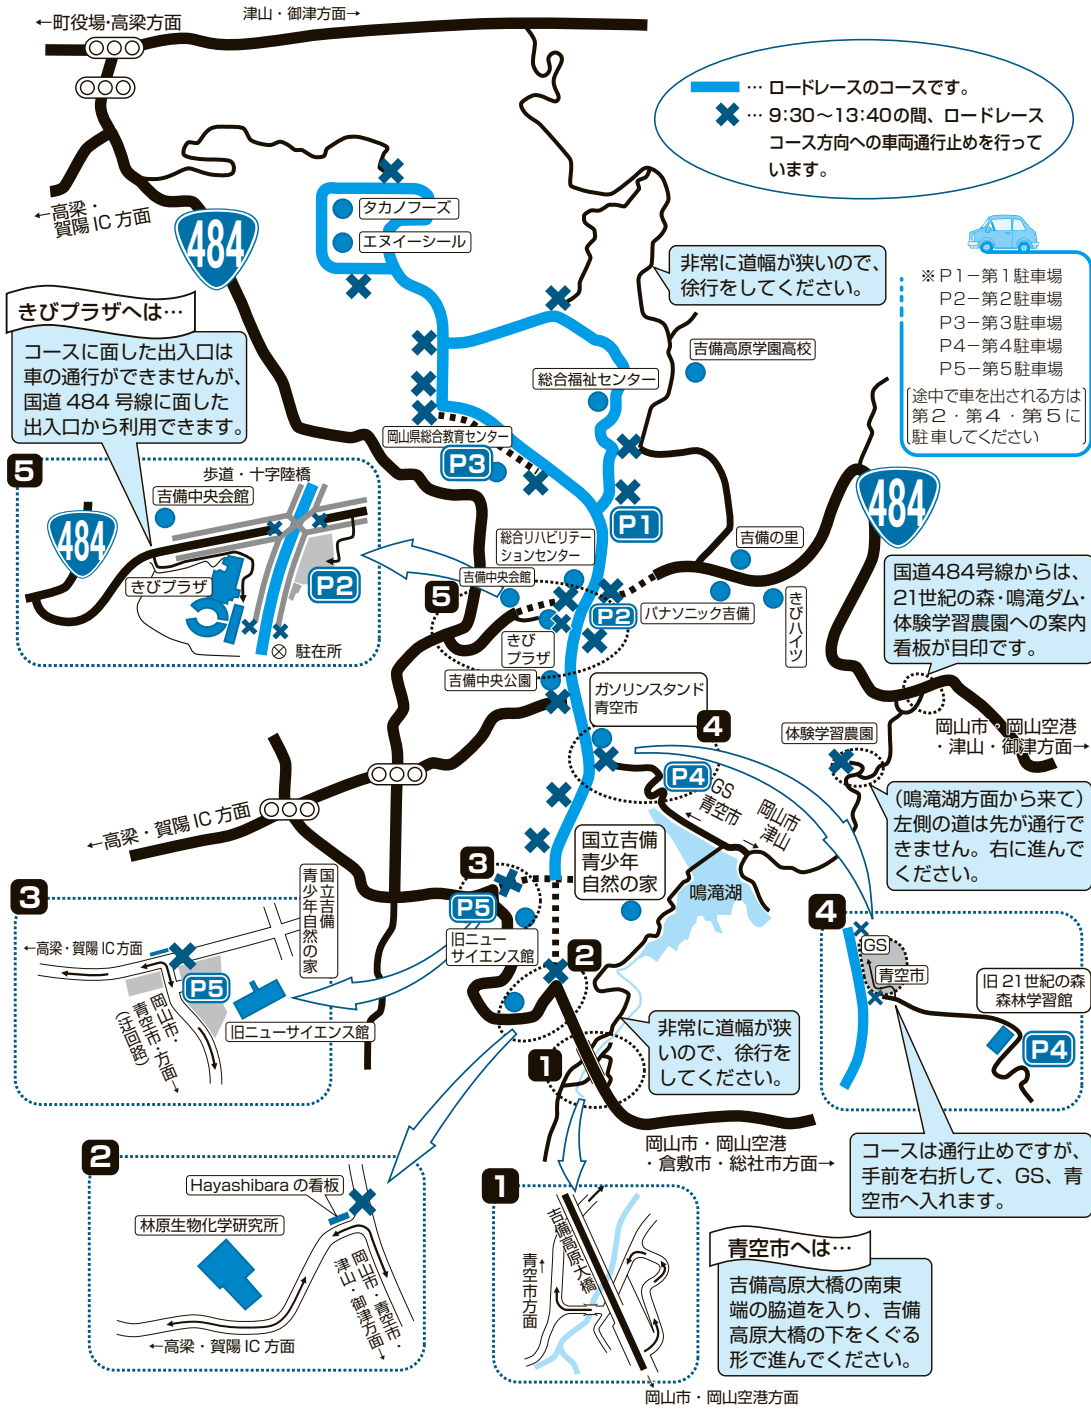 ←町役場・高梁方面
津山・御津方面→
… ロードレースのコースです。
… 9:30〜13:40の間、ロードレース
コース方向への車両通行止めを行って
います。
←高梁・
賀陽 IC 方面
484
タカノフーズ
エヌイーシール
非常に道幅が狭いので、
徐行をしてください。
※P1−第1駐車場
P2−第2駐車場
P3−第3駐車場
P4−第4駐車場
P5−第5駐車場
途中で車を出される方は
第2・第4・第5に
駐車してください
きびプラザへは…
コースに面した出入口は
車の通行ができませんが、
国道 484 号線に面した
出入口から利用できます。
吉備高原学園高校
総合福祉センター
岡山県総合教育センター
P3
P1
484
5
歩道・十字陸橋
吉備中央会館
484
きびプラザ
P2
駐在所
総合リハビリテー
ションセンター
吉備中央会館
5
P2
きび
プラザ
吉備中央公園
吉備の里
パナソニック吉備
きびハイツ
国道484号線からは、
21世紀の森・鳴滝ダム・
体験学習農園への案内
看板が目印です。
岡山市・岡山空港
・津山・御津方面→
ガソリンスタンド
青空市
4
P4
GS
青空市
岡山市
津山
体験学習農園
(鳴滝湖方面から来て)
左側の道は先が通行で
きません。右に進んで
ください。
←高梁・賀陽 IC 方面
3
P5
旧ニュー
サイエンス館
国立吉備
青少年
自然の家
鳴滝湖
2
1
非常に道幅が狭
いので、徐行を
してください。
岡山市・岡山空港
・倉敷市・総社市方面→
3
国立吉備
青少年自然の家
←高梁・賀陽 IC 方面
P5
旧ニューサイエンス館
岡山市・
青空市・方面→
(迂回路)
4
GS
青空市
旧 21世紀の森
森林学習館
P4
コースは通行止めですが、
手前を右折して、GS、青
空市へ入れます。
2
Hayashibara の看板
林原生物化学研究所
岡山市・青空市・
津山・御津方面→
←高梁・賀陽 IC 方面
1
吉備高原大橋
青空市方面→
岡山市・岡山空港方面
青空市へは…
吉備高原大橋の南東
端の脇道を入り、吉備
高原大橋の下をくぐる
形で進んでください。